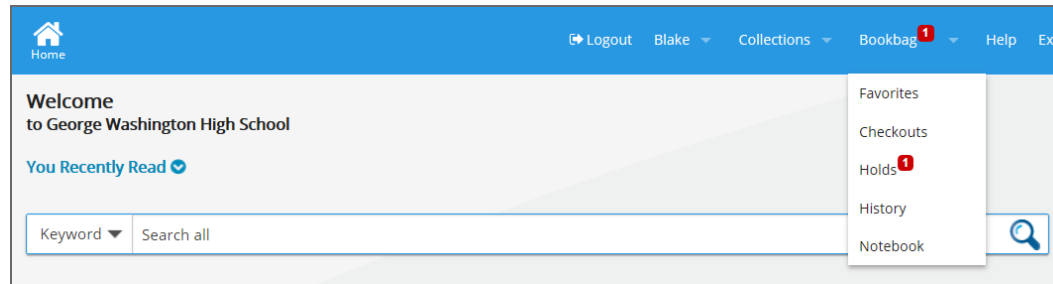 Home
Logout Blake Collections Bookbag 1 Help Ex
Welcome
to George Washington High School
You Recently Read
Favorites
Checkouts
Holds 1
History
Notebook
Keyword Search all